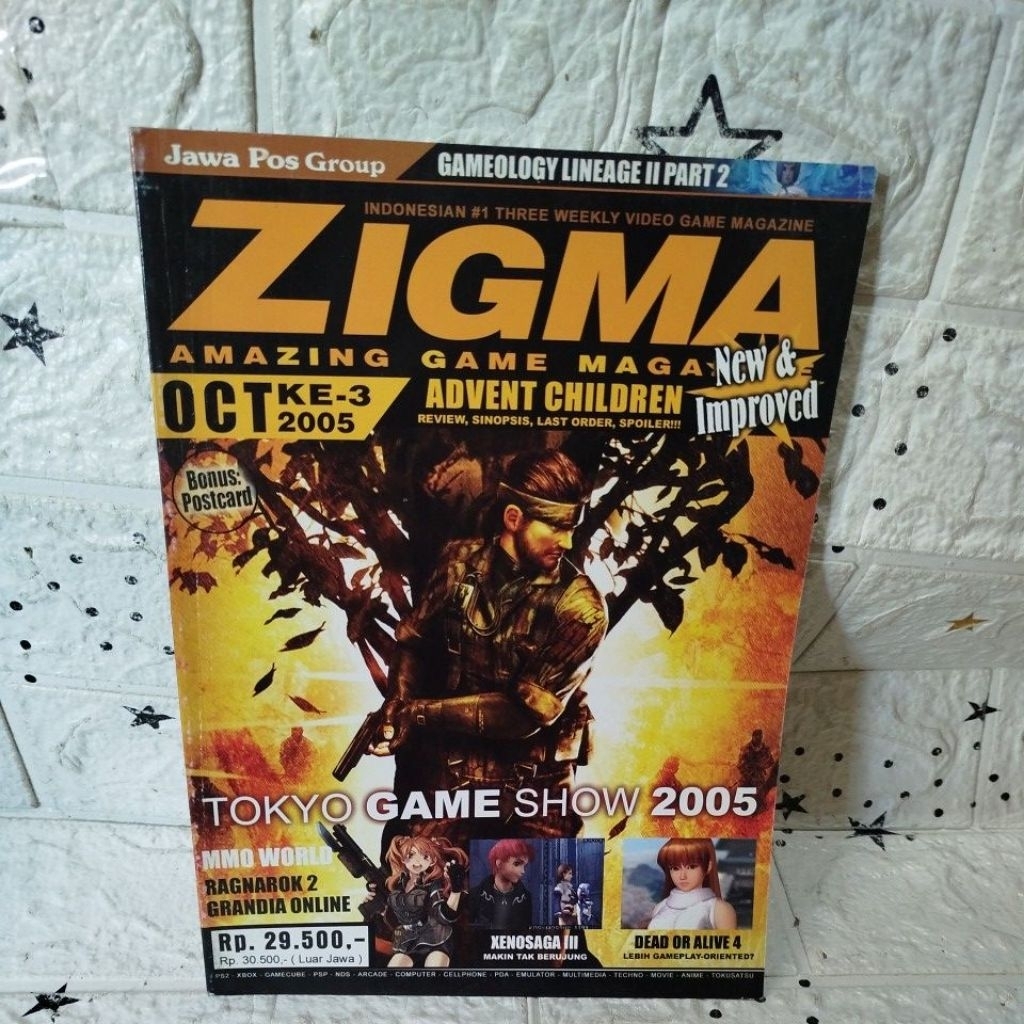 Jawa Pos Group
GAMEOLOGY LINEAGE II PART 2
INDONESIAN #1 THREE WEEKLY VIDEO GAME MAGAZINE
ZIGMA
AMAZING GAME MAGA
New &
Improved
OCT KE-3
2005
ADVENT CHILDREN
REVIEW, SINOPSIS, LAST ORDER, SPOILER!!!
Bonus:
Postcard
TOKYO GAME SHOW 2005
MMO WORLD
RAGNAROK 2
GRANDIA ONLINE
Rp. 29.500,-
Rp. 30.500,- ( Luar Jawa )
XENOSAGA III
MAKIN TAK BERUJUNG
DEAD OR ALIVE 4
LEBIH GAMEPLAY-ORIENTED?
PS2 - XBOX - GAMECUBE - PSP - NDS - ARCADE - COMPUTER - CELLPHONE - PDA - EMULATOR - MULTIMEDIA - TECHNO - MOVIE - ANIME - TOKUSATSU